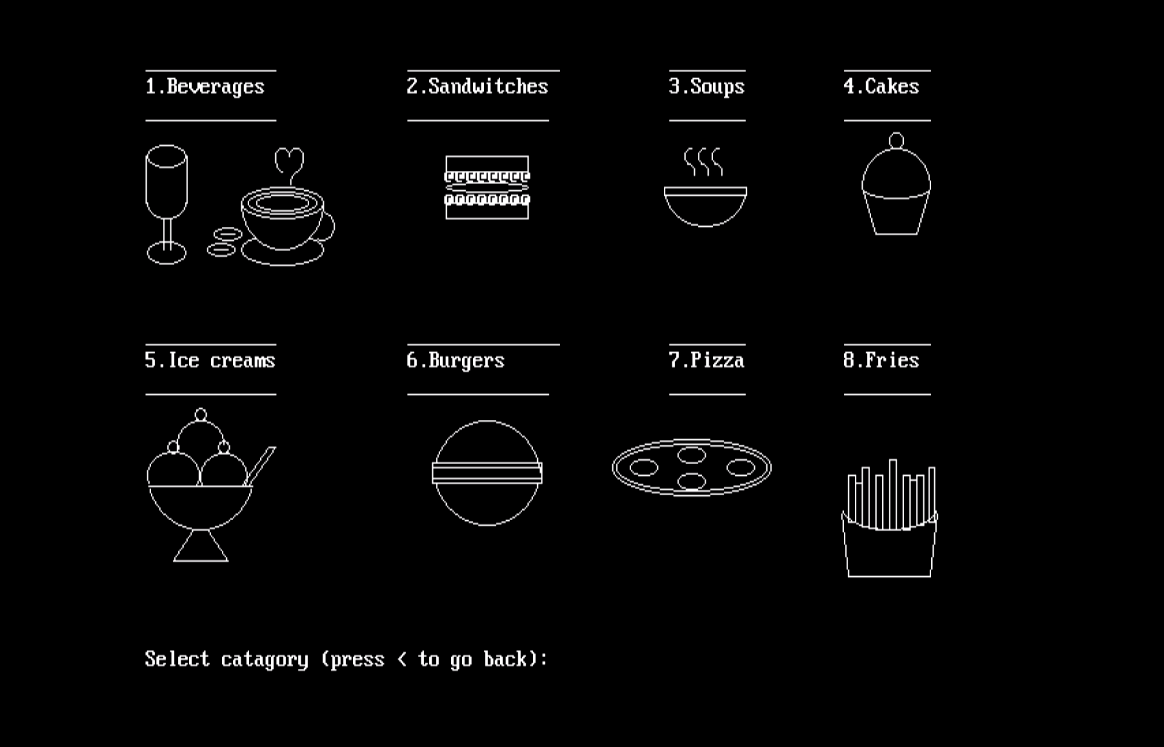 1.Beverages 2.Sandwitches 3.Soups 4.Cakes
5.Ice creams 6.Burgers 7.Pizza 8.Fries
Select catagory (press < to go back):